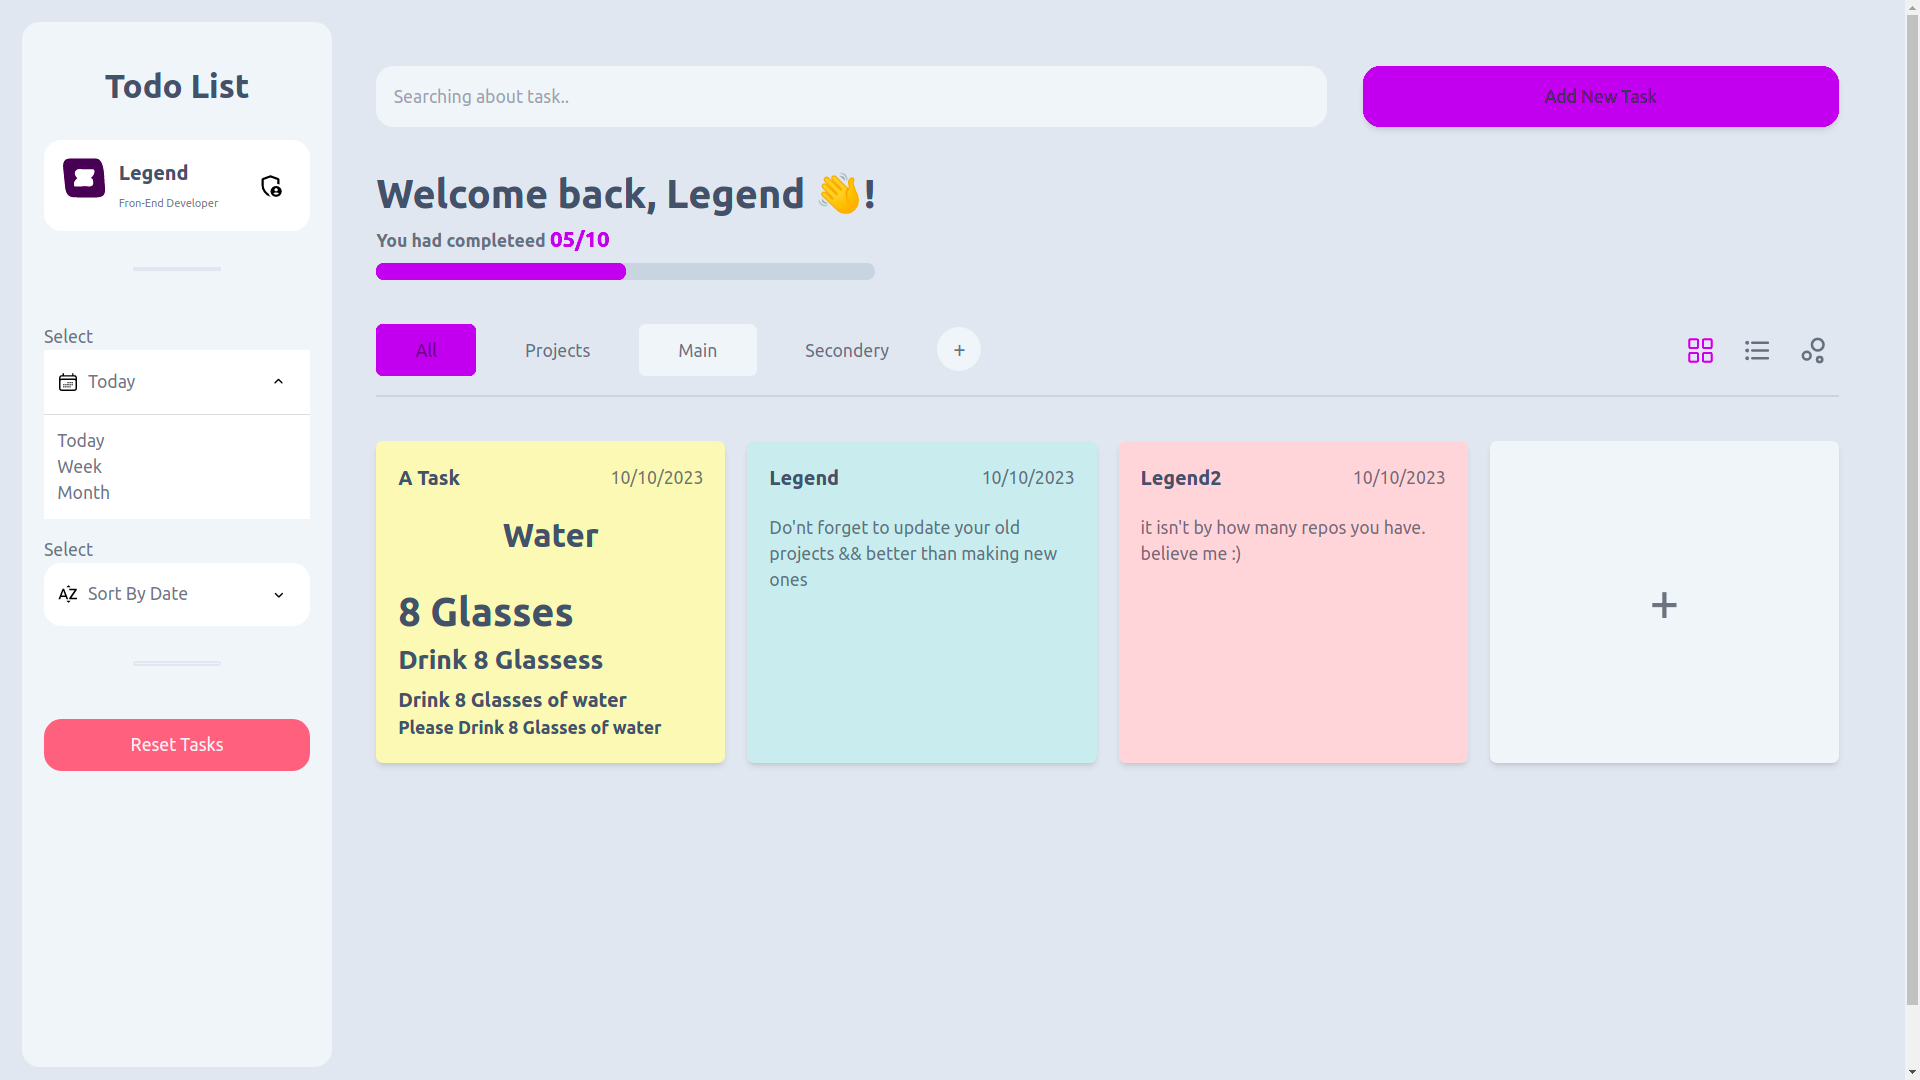 Todo List
Legend
Fron-End Developer
Select
Today
Today
Week
Month
Select
Sort By Date
Reset Tasks
Searching about task..
Add New Task
Welcome back, Legend 👋!
You had completeed 05/10
All
Projects
Main
Secondery
+
A Task
10/10/2023
Water
8 Glasses
Drink 8 Glassess
Drink 8 Glasses of water
Please Drink 8 Glasses of water
Legend
10/10/2023
Do'nt forget to update your old
projects && better than making new
ones
Legend2
10/10/2023
it isn't by how many repos you have.
believe me :)
+